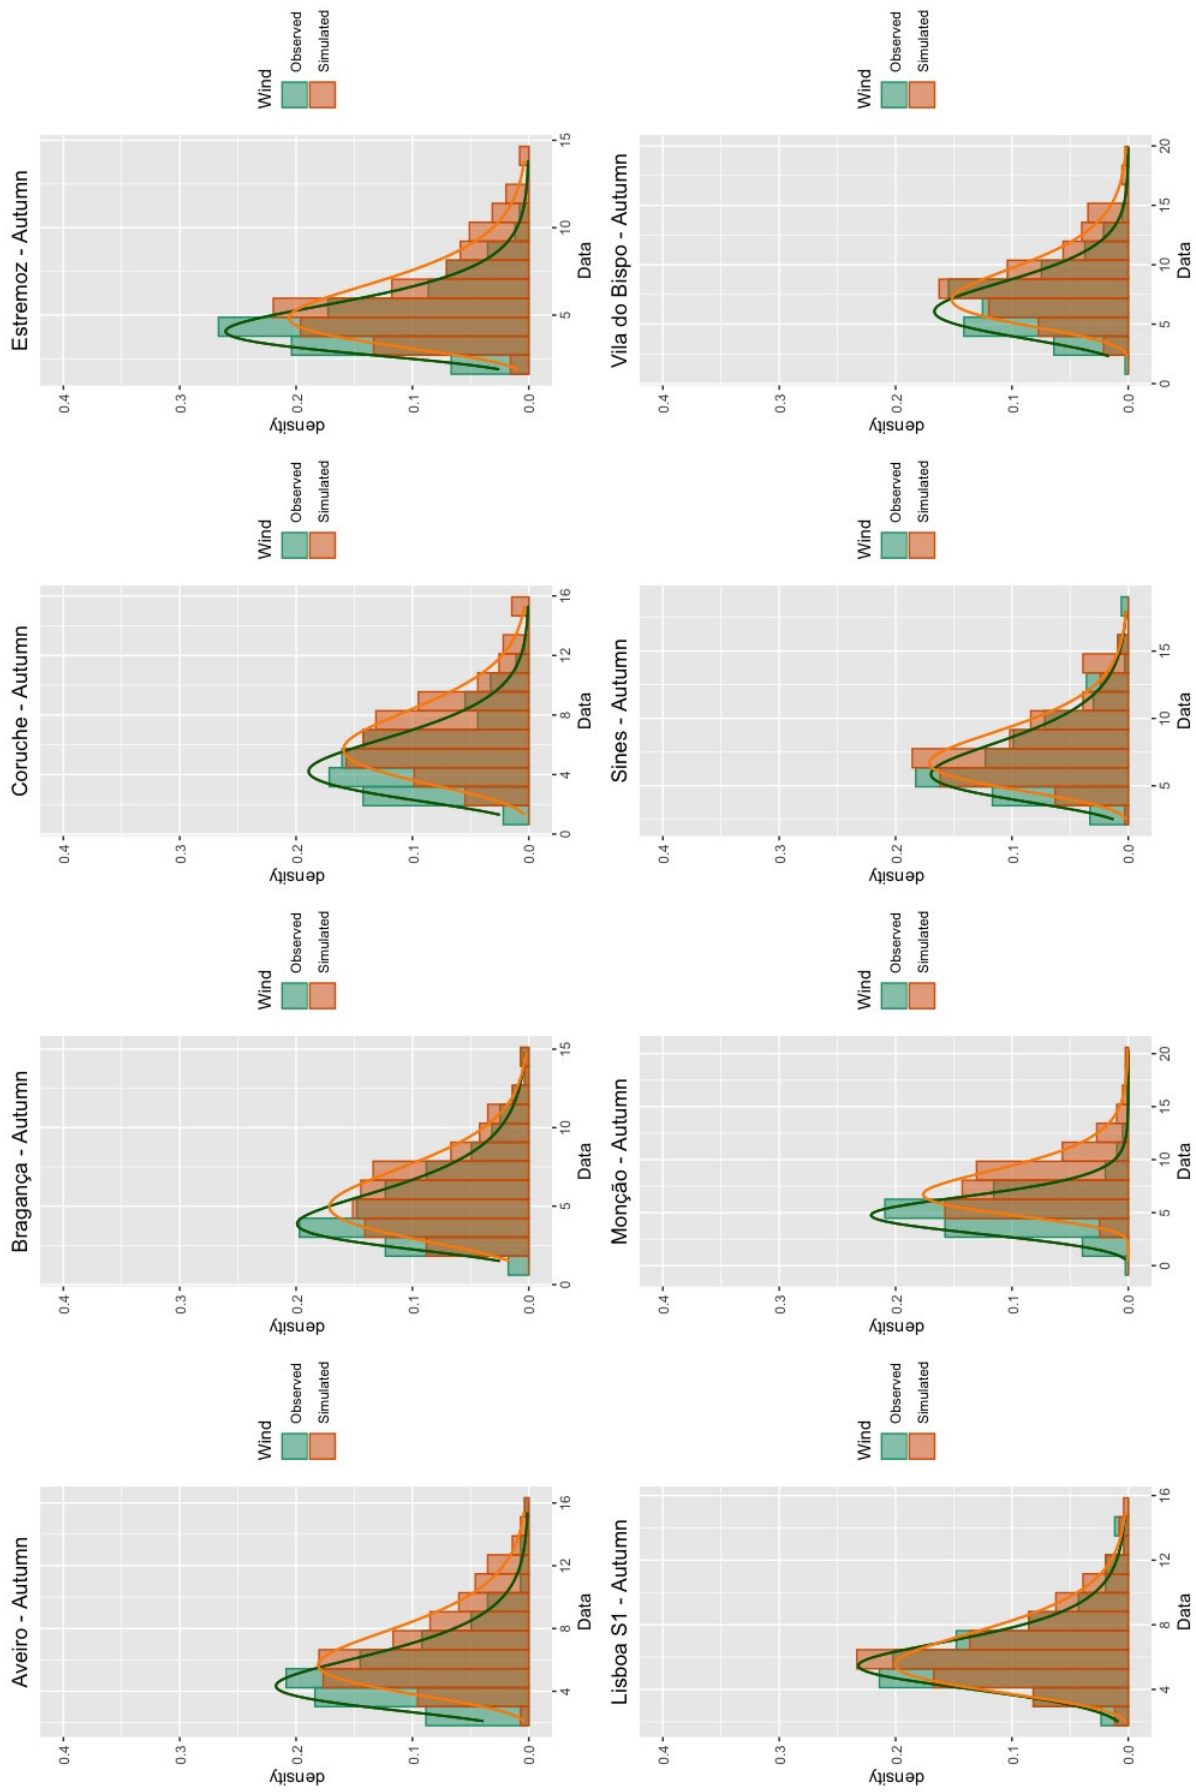 Aveiro - Autumn
density
0.4
0.3
0.2
0.1
0.0
4
8
12
16
Data
Wind
Observed
Simulated
Bragança - Autumn
density
0.4
0.3
0.2
0.1
0.0
0
5
10
15
Data
Wind
Observed
Simulated
Coruche - Autumn
density
0.4
0.3
0.2
0.1
0.0
0
4
8
12
16
Data
Wind
Observed
Simulated
Estremoz - Autumn
density
0.4
0.3
0.2
0.1
0.0
5
10
15
Data
Wind
Observed
Simulated
Lisboa S1 - Autumn
density
0.4
0.3
0.2
0.1
0.0
4
8
12
16
Data
Wind
Observed
Simulated
Monção - Autumn
density
0.4
0.3
0.2
0.1
0.0
0
5
10
15
20
Data
Wind
Observed
Simulated
Sines - Autumn
density
0.4
0.3
0.2
0.1
0.0
5
10
15
Data
Wind
Observed
Simulated
Vila do Bispo - Autumn
density
0.4
0.3
0.2
0.1
0.0
0
5
10
15
20
Data
Wind
Observed
Simulated